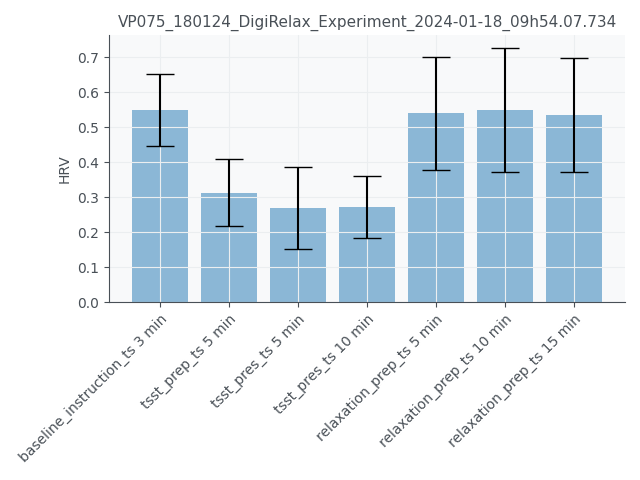 VP075_180124_DigiRelax_Experiment_2024-01-18_09h54.07.734
HRV
0.7
0.6
0.5
0.4
0.3
0.2
0.1
0.0
baseline_instruction_ts 3 min
tsst_prep_ts 5 min
tsst_pres_ts 5 min
tsst_pres_ts 10 min
relaxation_prep_ts 5 min
relaxation_prep_ts 10 min
relaxation_prep_ts 15 min